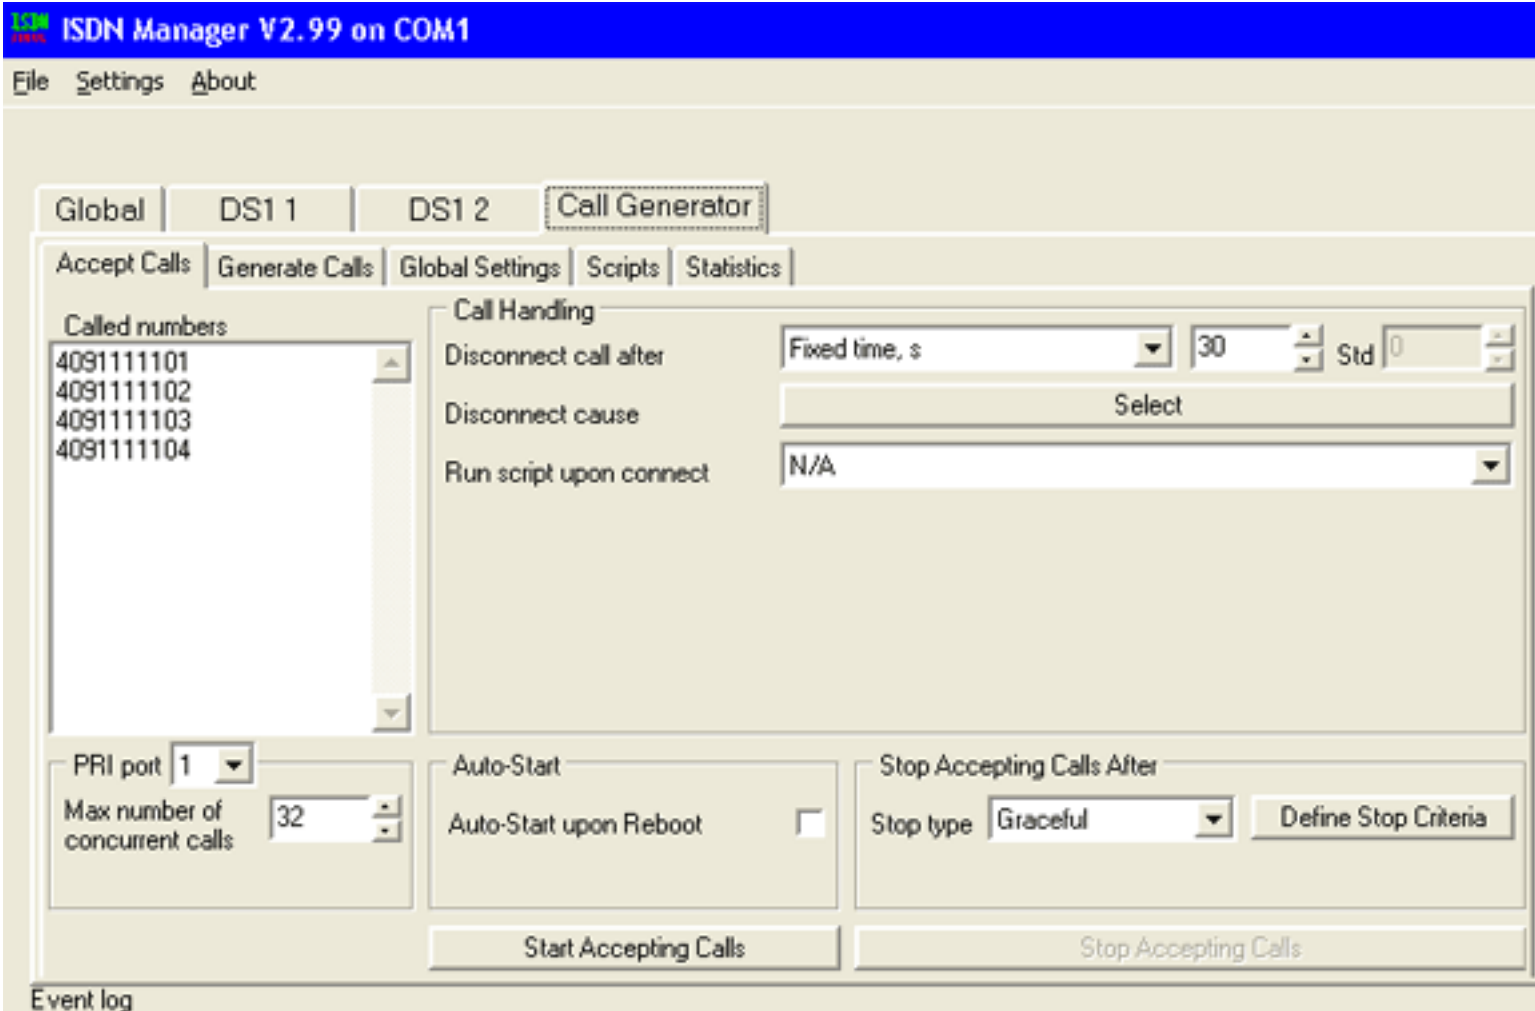 ISDN ISDN Manager V2.99 on COM1
File Settings About
Global DS1 1 DS1 2 Call Generator
Accept Calls Generate Calls Global Settings Scripts Statistics
Called numbers
4091111101
4091111102
4091111103
4091111104
Call Handling
Disconnect call after Fixed time, s 30 Std 0
Disconnect cause Select
Run script upon connect N/A
PRI port 1
Max number of
concurrent calls
32
Auto-Start
Auto-Start upon Reboot
Stop Accepting Calls After
Stop type Graceful Define Stop Criteria
Start Accepting Calls Stop Accepting Calls
Event log